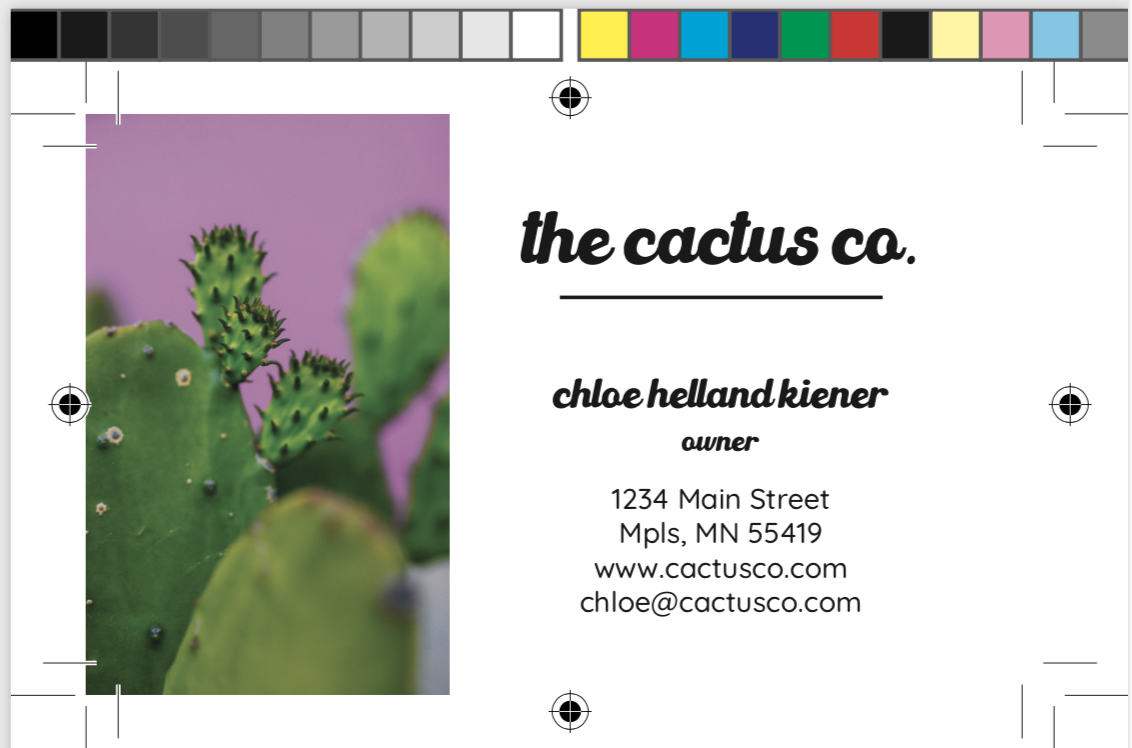 the cactus co.
chloe helland kiener
owner
1234 Main Street
Mpls, MN 55419
www.cactusco.com
chloe@cactusco.com